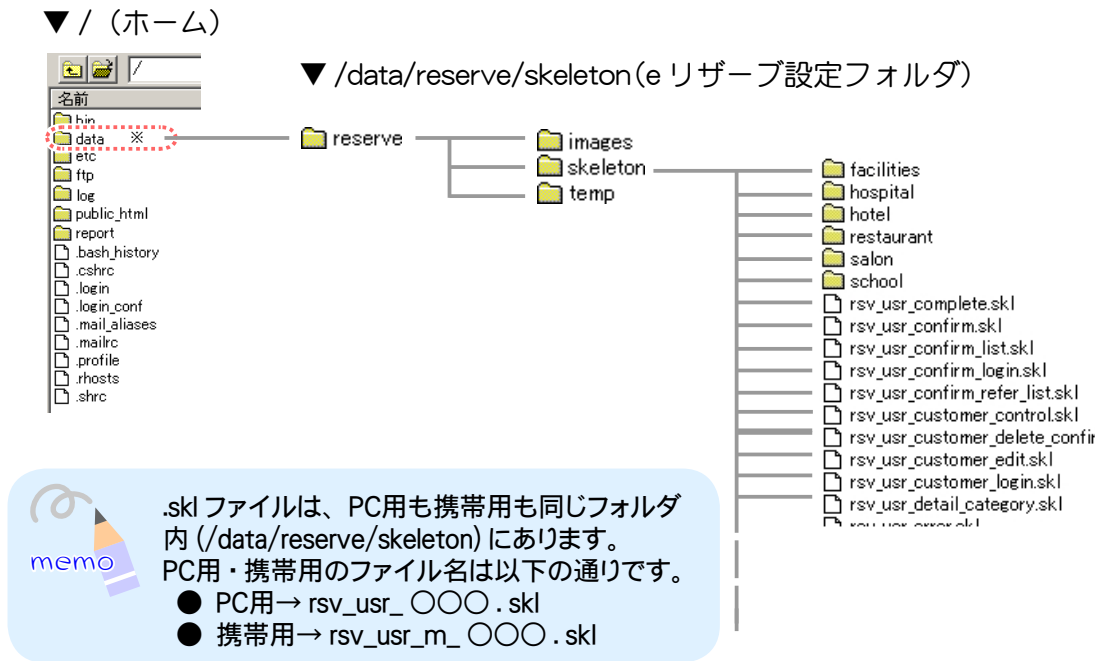 ▼ /（ホーム）
/
名前
bin
data ※
etc
ftp
log
public_html
report
.bash_history
.cshrc
.login
.login_conf
.mail_aliases
.mailrc
.profile
.rhosts
.shrc
▼ /data/reserve/skeleton（e リザーブ設定フォルダ）
reserve
images
skeleton
temp
facilities
hospital
hotel
restaurant
salon
school
rsv_usr_complete.skl
rsv_usr_confirm.skl
rsv_usr_confirm_list.skl
rsv_usr_confirm_login.skl
rsv_usr_confirm_refer_list.skl
rsv_usr_customer_control.skl
rsv_usr_customer_delete_confir
rsv_usr_customer_edit.skl
rsv_usr_customer_login.skl
rsv_usr_detail_category.skl
memo
.skl ファイルは、PC用も携帯用も同じフォルダ
内 (/data/reserve/skeleton) にあります。
PC用・携帯用のファイル名は以下の通りです。
● PC用→ rsv_usr_ 〇〇〇 . skl
● 携帯用→ rsv_usr_m_ 〇〇〇 . skl